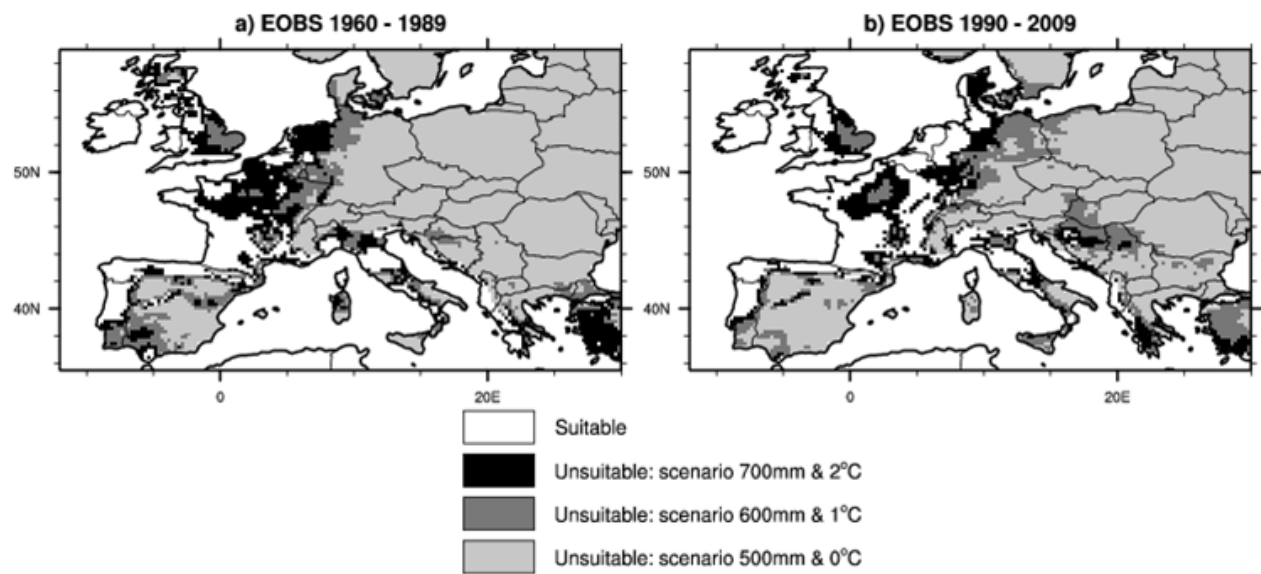 a) EOBS 1960 - 1989
b) EOBS 1990 - 2009
50N
50N
40N
40N
0
20E
0
20E
Suitable
Unsuitable: scenario 700mm & 2°C
Unsuitable: scenario 600mm & 1°C
Unsuitable: scenario 500mm & 0°C